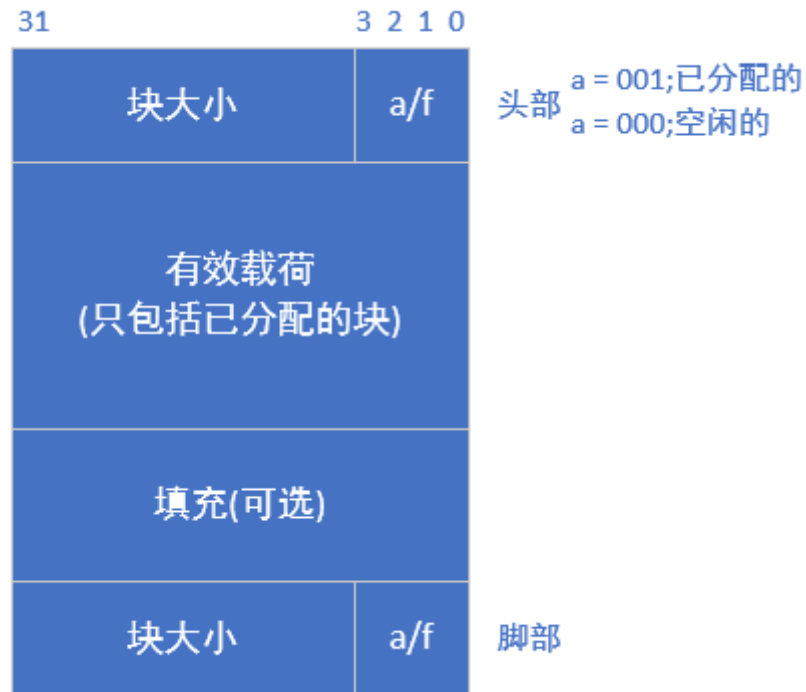 31 3 2 1 0
块大小 a/f 头部 a = 001;已分配的
a = 000;空闲的
有效载荷
(只包括已分配的块)
填充(可选)
块大小 a/f 脚部